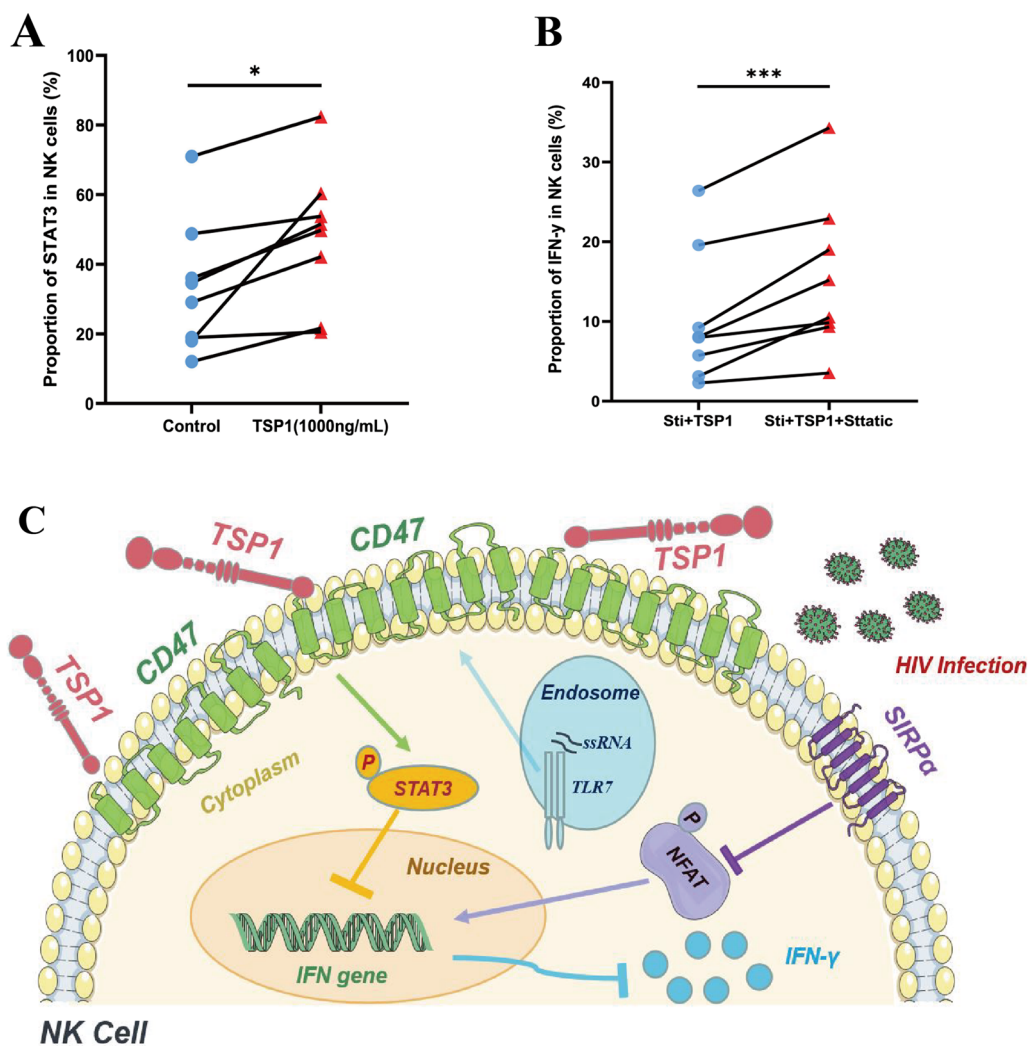 A
Proportion of STAT3 in NK cells (%)
100
80
60
40
20
0
*
Control
TSP1(1000ng/mL)
B
Proportion of IFN-y in NK cells (%)
40
30
20
10
0
***
Sti+TSP1
Sti+TSP1+Sttatic
C
TSP1
CD47
TSP1
TSP1
CD47
HIV Infection
SIRPα
Endosome
ssRNA
TLR7
Cytoplasm
P
STAT3
P
NFAT
Nucleus
IFN gene
IFN-γ
NK Cell